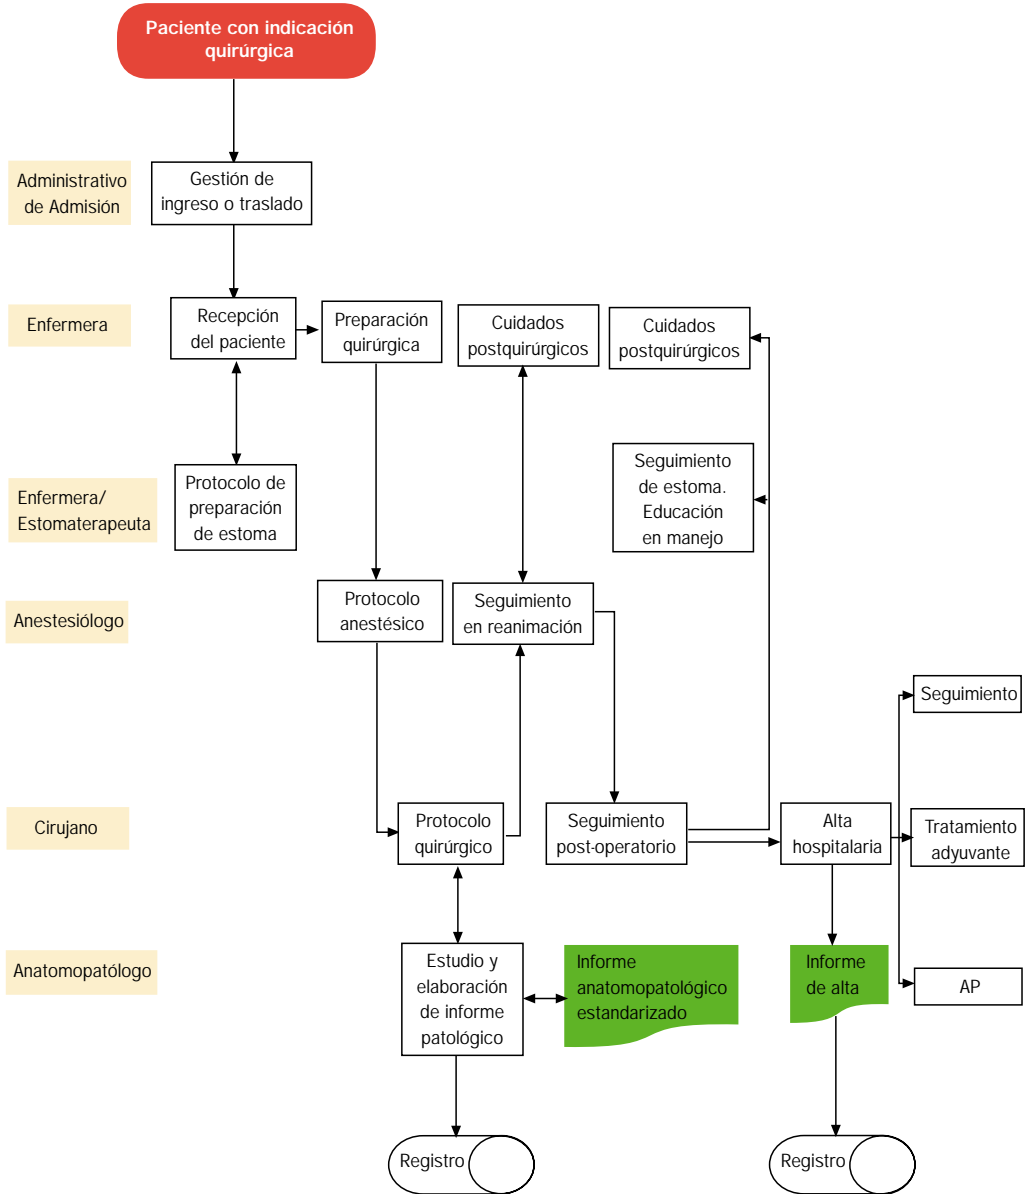 Paciente con indicación
quirúrgica
Administrativo
de Admisión
Gestión de
ingreso o traslado
Enfermera
Recepción
del paciente
Preparación
quirúrgica
Cuidados
postquirúrgicos
Cuidados
postquirúrgicos
Enfermera/
Estomaterapeuta
Protocolo de
preparación
de estoma
Seguimiento
de estoma.
Educación
en manejo
Anestesiólogo
Protocolo
anestésico
Seguimiento
en reanimación
Seguimiento
Cirujano
Protocolo
quirúrgico
Seguimiento
post-operatorio
Alta
hospitalaria
Tratamiento
adyuvante
Anatomopatólogo
Estudio y
elaboración
de informe
patológico
Informe
anatomopatológico
estandarizado
Informe
de alta
AP
Registro
Registro